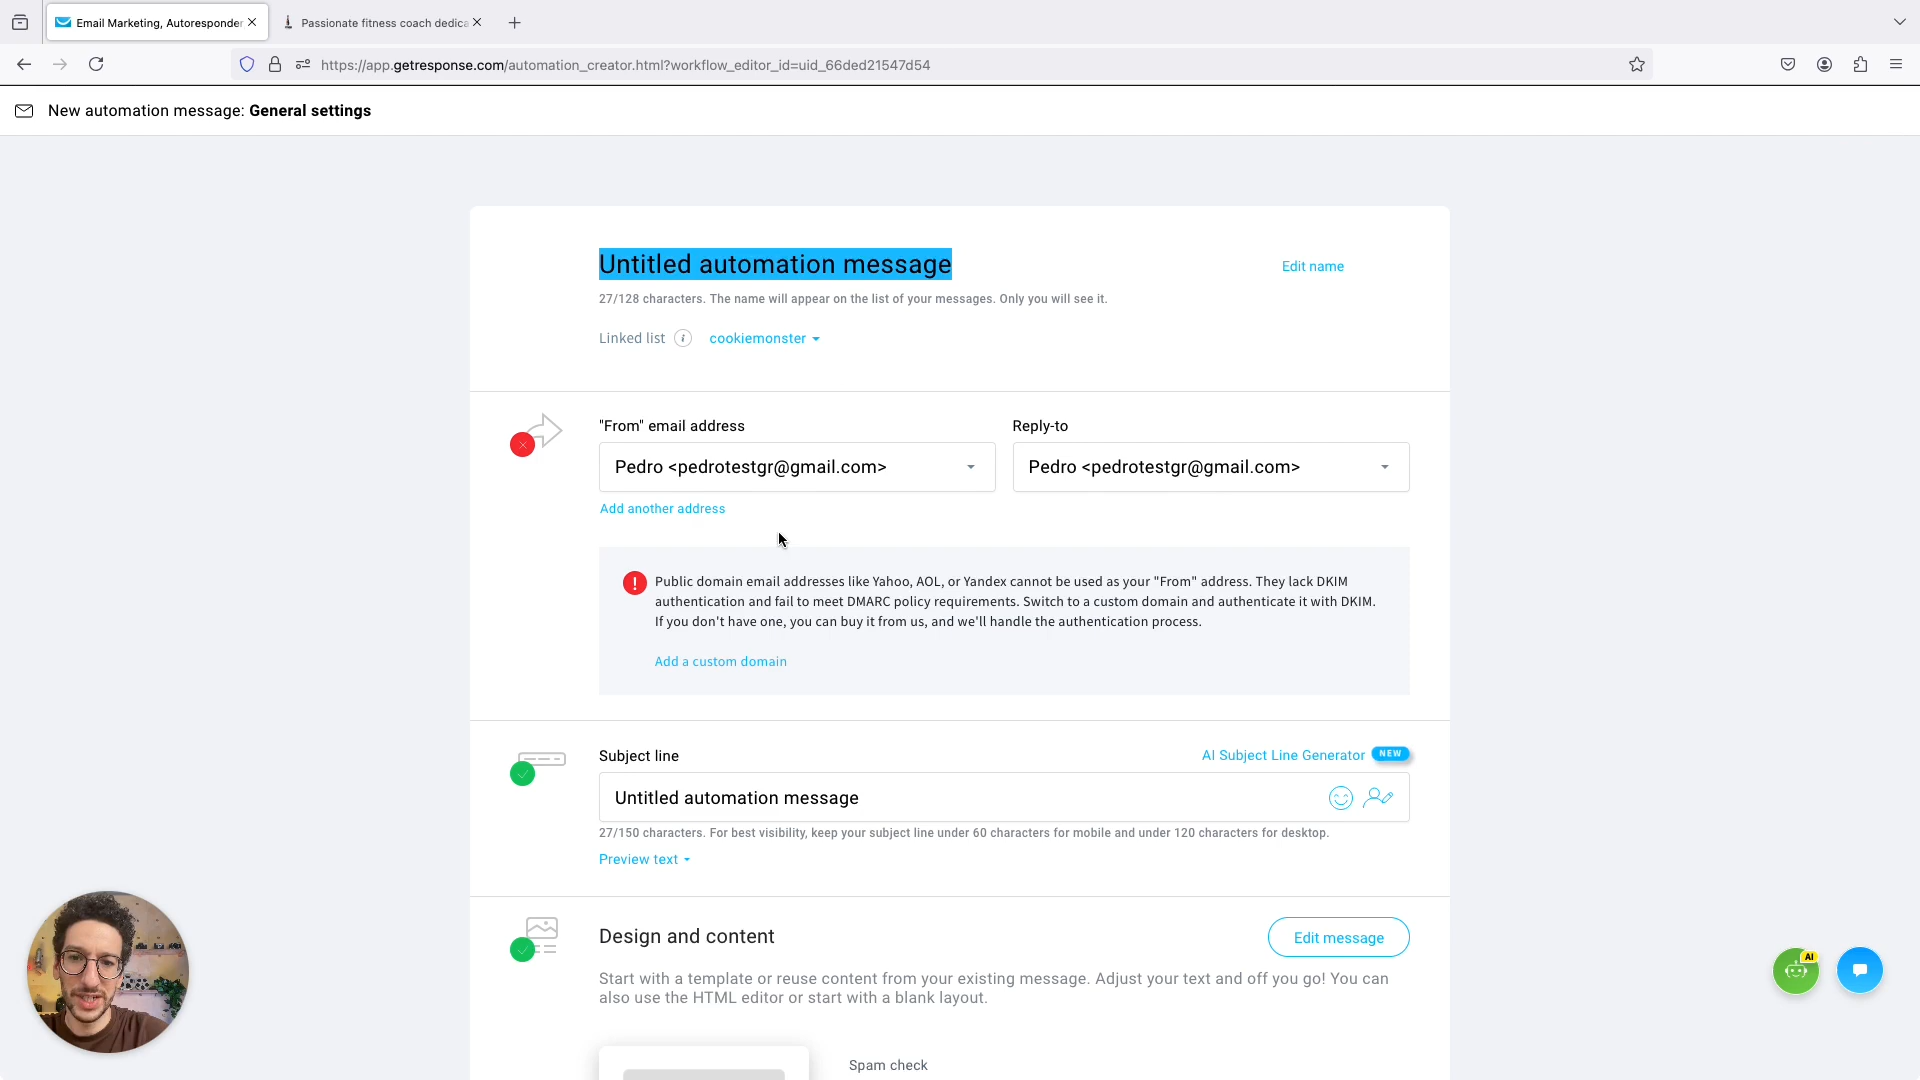 Email Marketing, Autoresponder
Passionate fitness coach dedica
https://app.getresponse.com/automation_creator.html?workflow_editor_id=uid_66ded21547d54
New automation message: General settings
Untitled automation message
Edit name
27/128 characters. The name will appear on the list of your messages. Only you will see it.
Linked list i cookiemonster
"From" email address
Reply-to
Pedro <pedrotestgr@gmail.com>
Pedro <pedrotestgr@gmail.com>
Add another address
Public domain email addresses like Yahoo, AOL, or Yandex cannot be used as your "From" address. They lack DKIM
authentication and fail to meet DMARC policy requirements. Switch to a custom domain and authenticate it with DKIM.
If you don't have one, you can buy it from us, and we'll handle the authentication process.
Add a custom domain
Subject line
AI Subject Line Generator NEW
Untitled automation message
27/150 characters. For best visibility, keep your subject line under 60 characters for mobile and under 120 characters for desktop.
Preview text
Design and content
Edit message
Start with a template or reuse content from your existing message. Adjust your text and off you go! You can
also use the HTML editor or start with a blank layout.
AI
Spam check